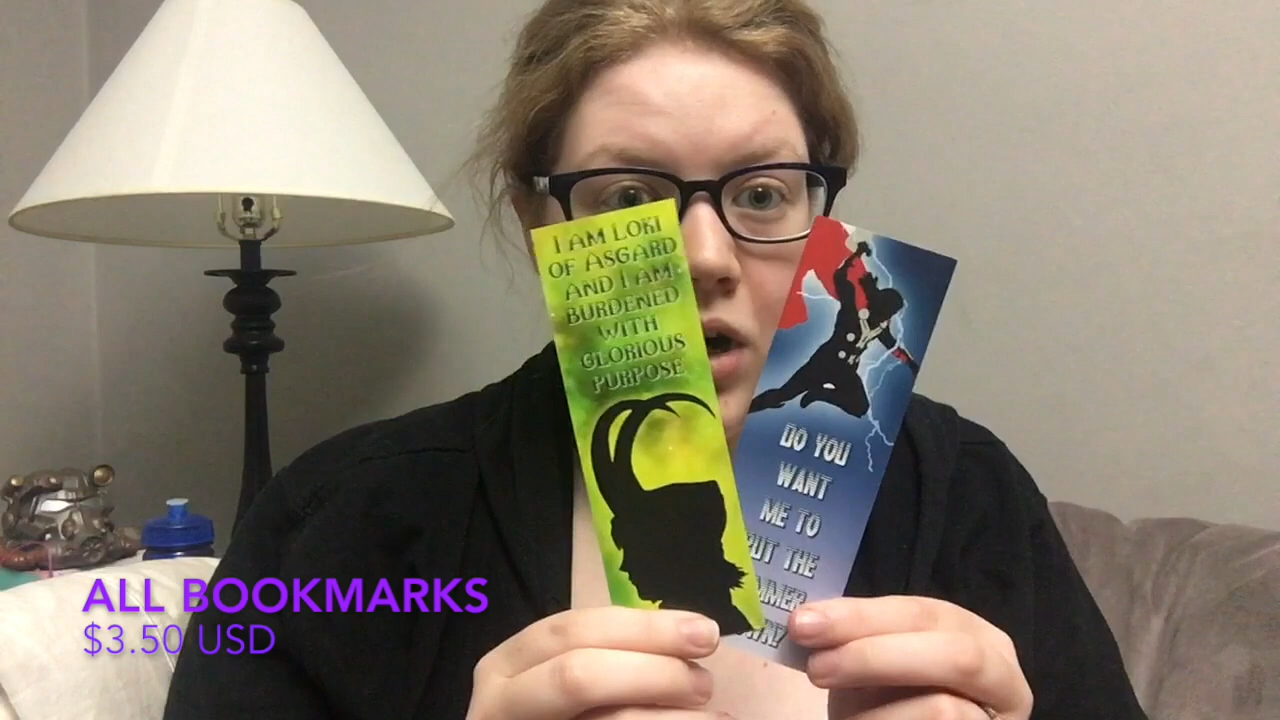 I AM LOKI
OF ASGARD
AND I AM
BURDENED
WITH
GLORIOUS
PURPOSE
DO YOU
WANT
ME TO
THE
ALL BOOKMARKS
$3.50 USD